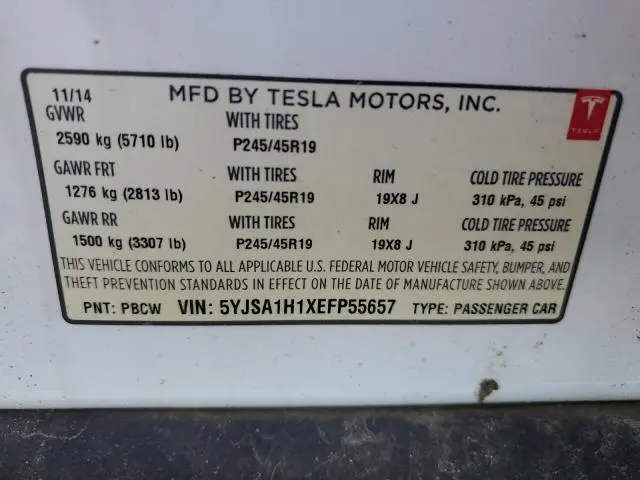 11/14 MFD BY TESLA MOTORS, INC.
GVWR WITH TIRES
2590 kg (5710 lb) P245/45R19
TESLA
GAWR FRT WITH TIRES RIM COLD TIRE PRESSURE
1276 kg (2813 lb) P245/45R19 19X8 J 310 kPa, 45 psi
GAWR RR WITH TIRES RIM COLD TIRE PRESSURE
1500 kg (3307 lb) P245/45R19 19X8 J 310 kPa, 45 psi
THIS VEHICLE CONFORMS TO ALL APPLICABLE U.S. FEDERAL MOTOR VEHICLE SAFETY, BUMPER, AND
THEFT PREVENTION STANDARDS IN EFFECT ON THE DATE OF MANUFACTURE SHOWN ABOVE.
PNT: PBCW VIN: 5YJSA1H1XEFP55657 TYPE: PASSENGER CAR